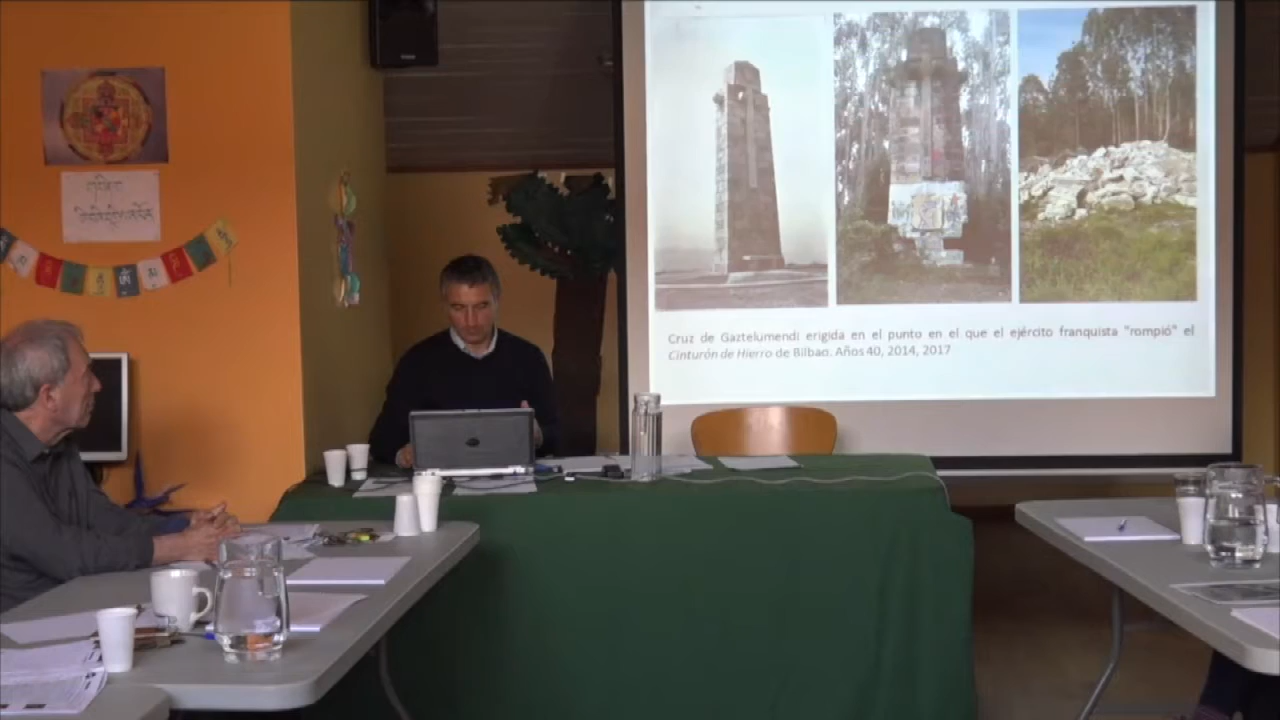 Cruz de Gaztelumendi erigida en el punto en el que el ejército franquista "rompió" el
Cinturón de Hierro de Bilbao. Años 40, 2014, 2017